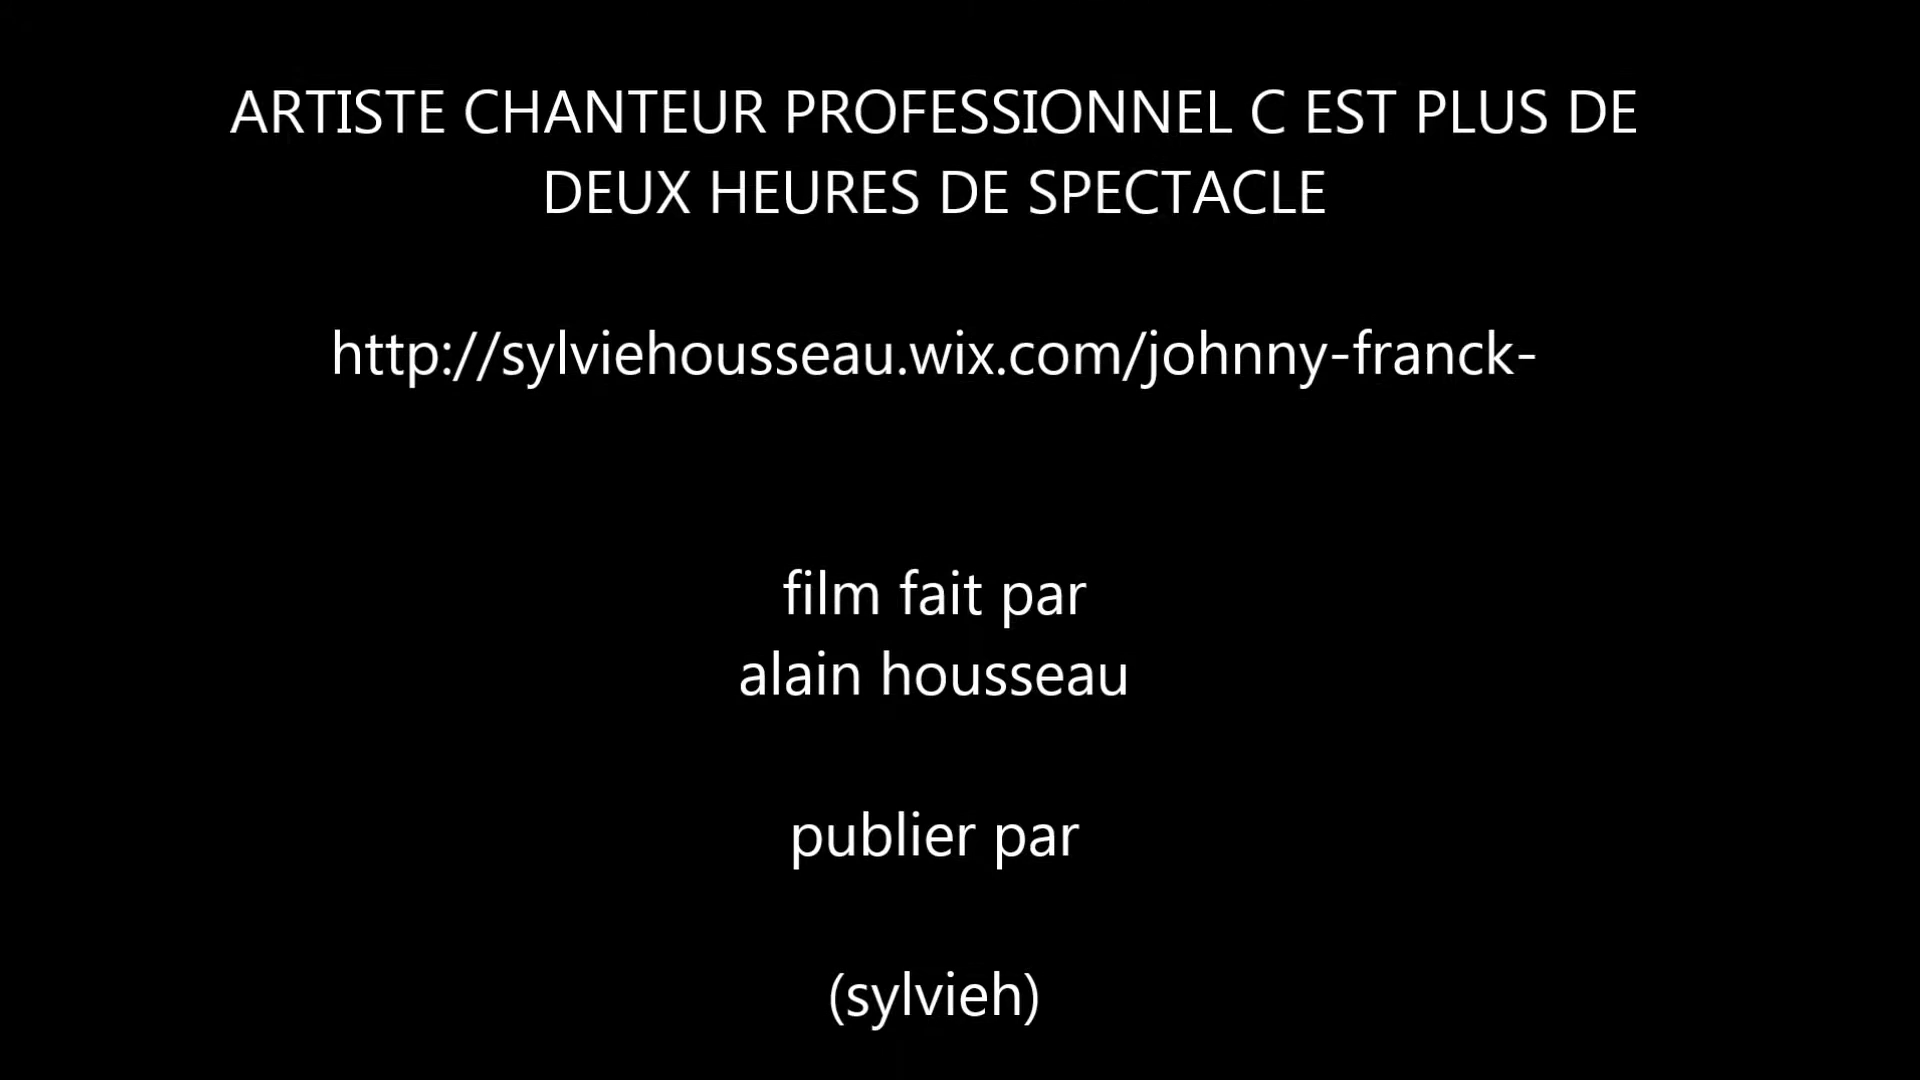 ARTISTE CHANTEUR PROFESSIONNEL C EST PLUS DE
DEUX HEURES DE SPECTACLE
http://sylviehousseau.wix.com/johnny-franck-
film fait par
alain housseau
publier par
(sylvieh)